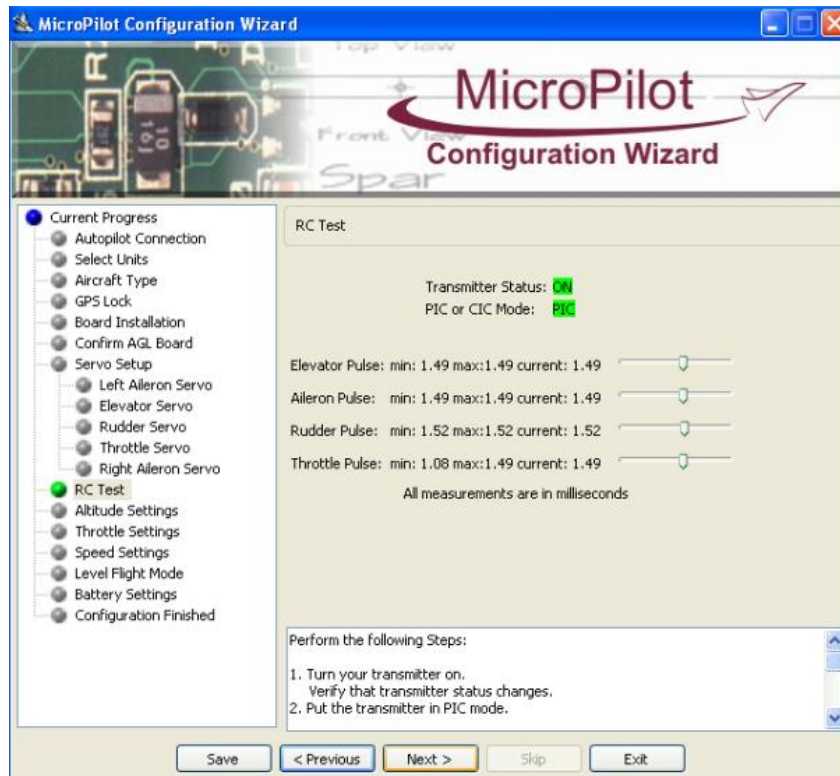 MicroPilot Configuration Wizard
Top View
MicroPilot
Front View
Configuration Wizard
Spar
Current Progress
Autopilot Connection
Select Units
Aircraft Type
GPS Lock
Board Installation
Confirm AGL Board
Servo Setup
Left Aileron Servo
Elevator Servo
Rudder Servo
Throttle Servo
Right Aileron Servo
RC Test
Altitude Settings
Throttle Settings
Speed Settings
Level Flight Mode
Battery Settings
Configuration Finished
RC Test
Transmitter Status: ON
PIC or CIC Mode: PIC
Elevator Pulse: min: 1.49 max:1.49 current: 1.49
Aileron Pulse: min: 1.49 max:1.49 current: 1.49
Rudder Pulse: min: 1.52 max:1.52 current: 1.52
Throttle Pulse: min: 1.08 max:1.49 current: 1.49
All measurements are in milliseconds
Perform the following Steps:
1. Turn your transmitter on.
Verify that transmitter status changes.
2. Put the transmitter in PIC mode.
Save < Previous Next > Skip Exit